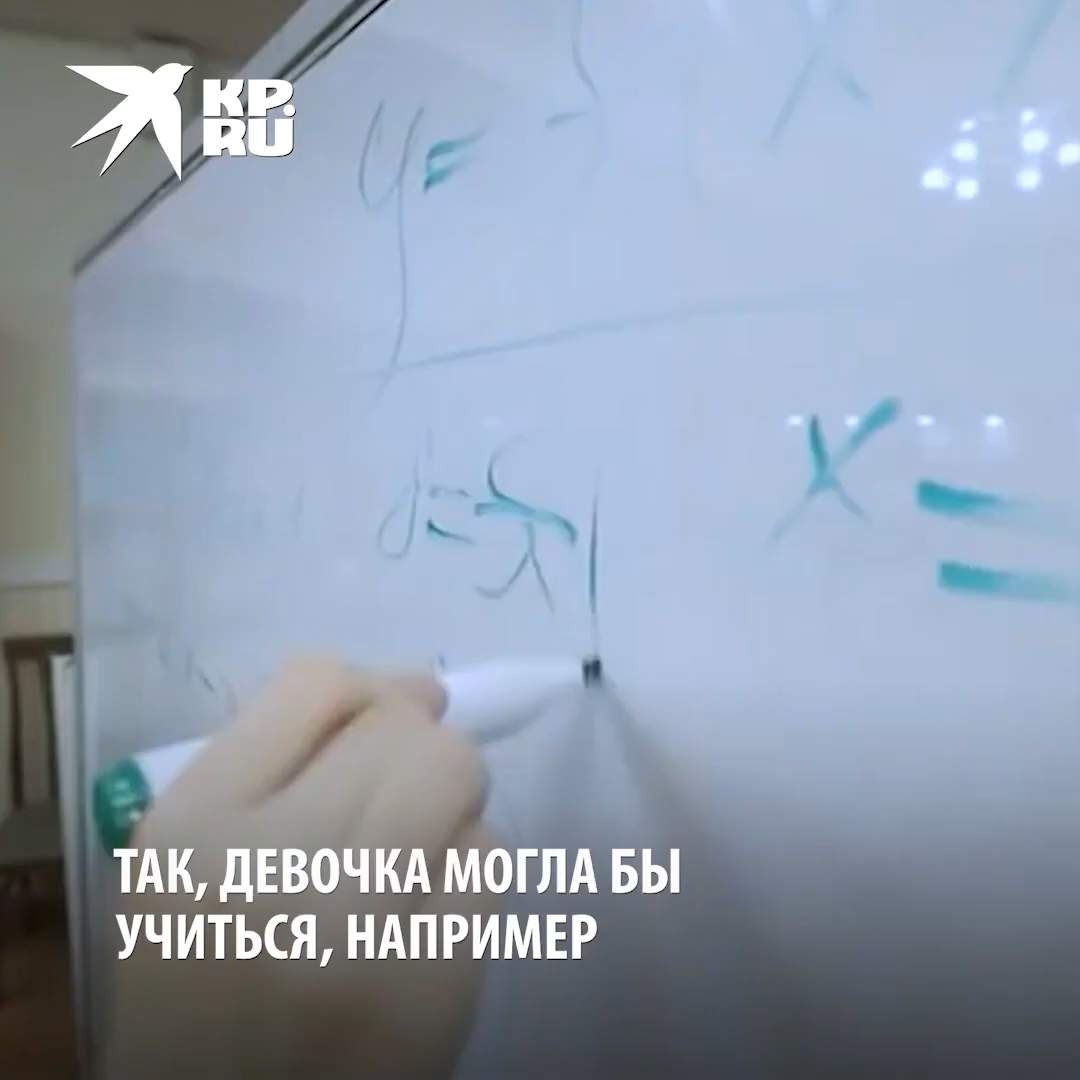 KP.
RU
y =
x
x =
ТАК, ДЕВОЧКА МОГЛА БЫ
УЧИТЬСЯ, НАПРИМЕР